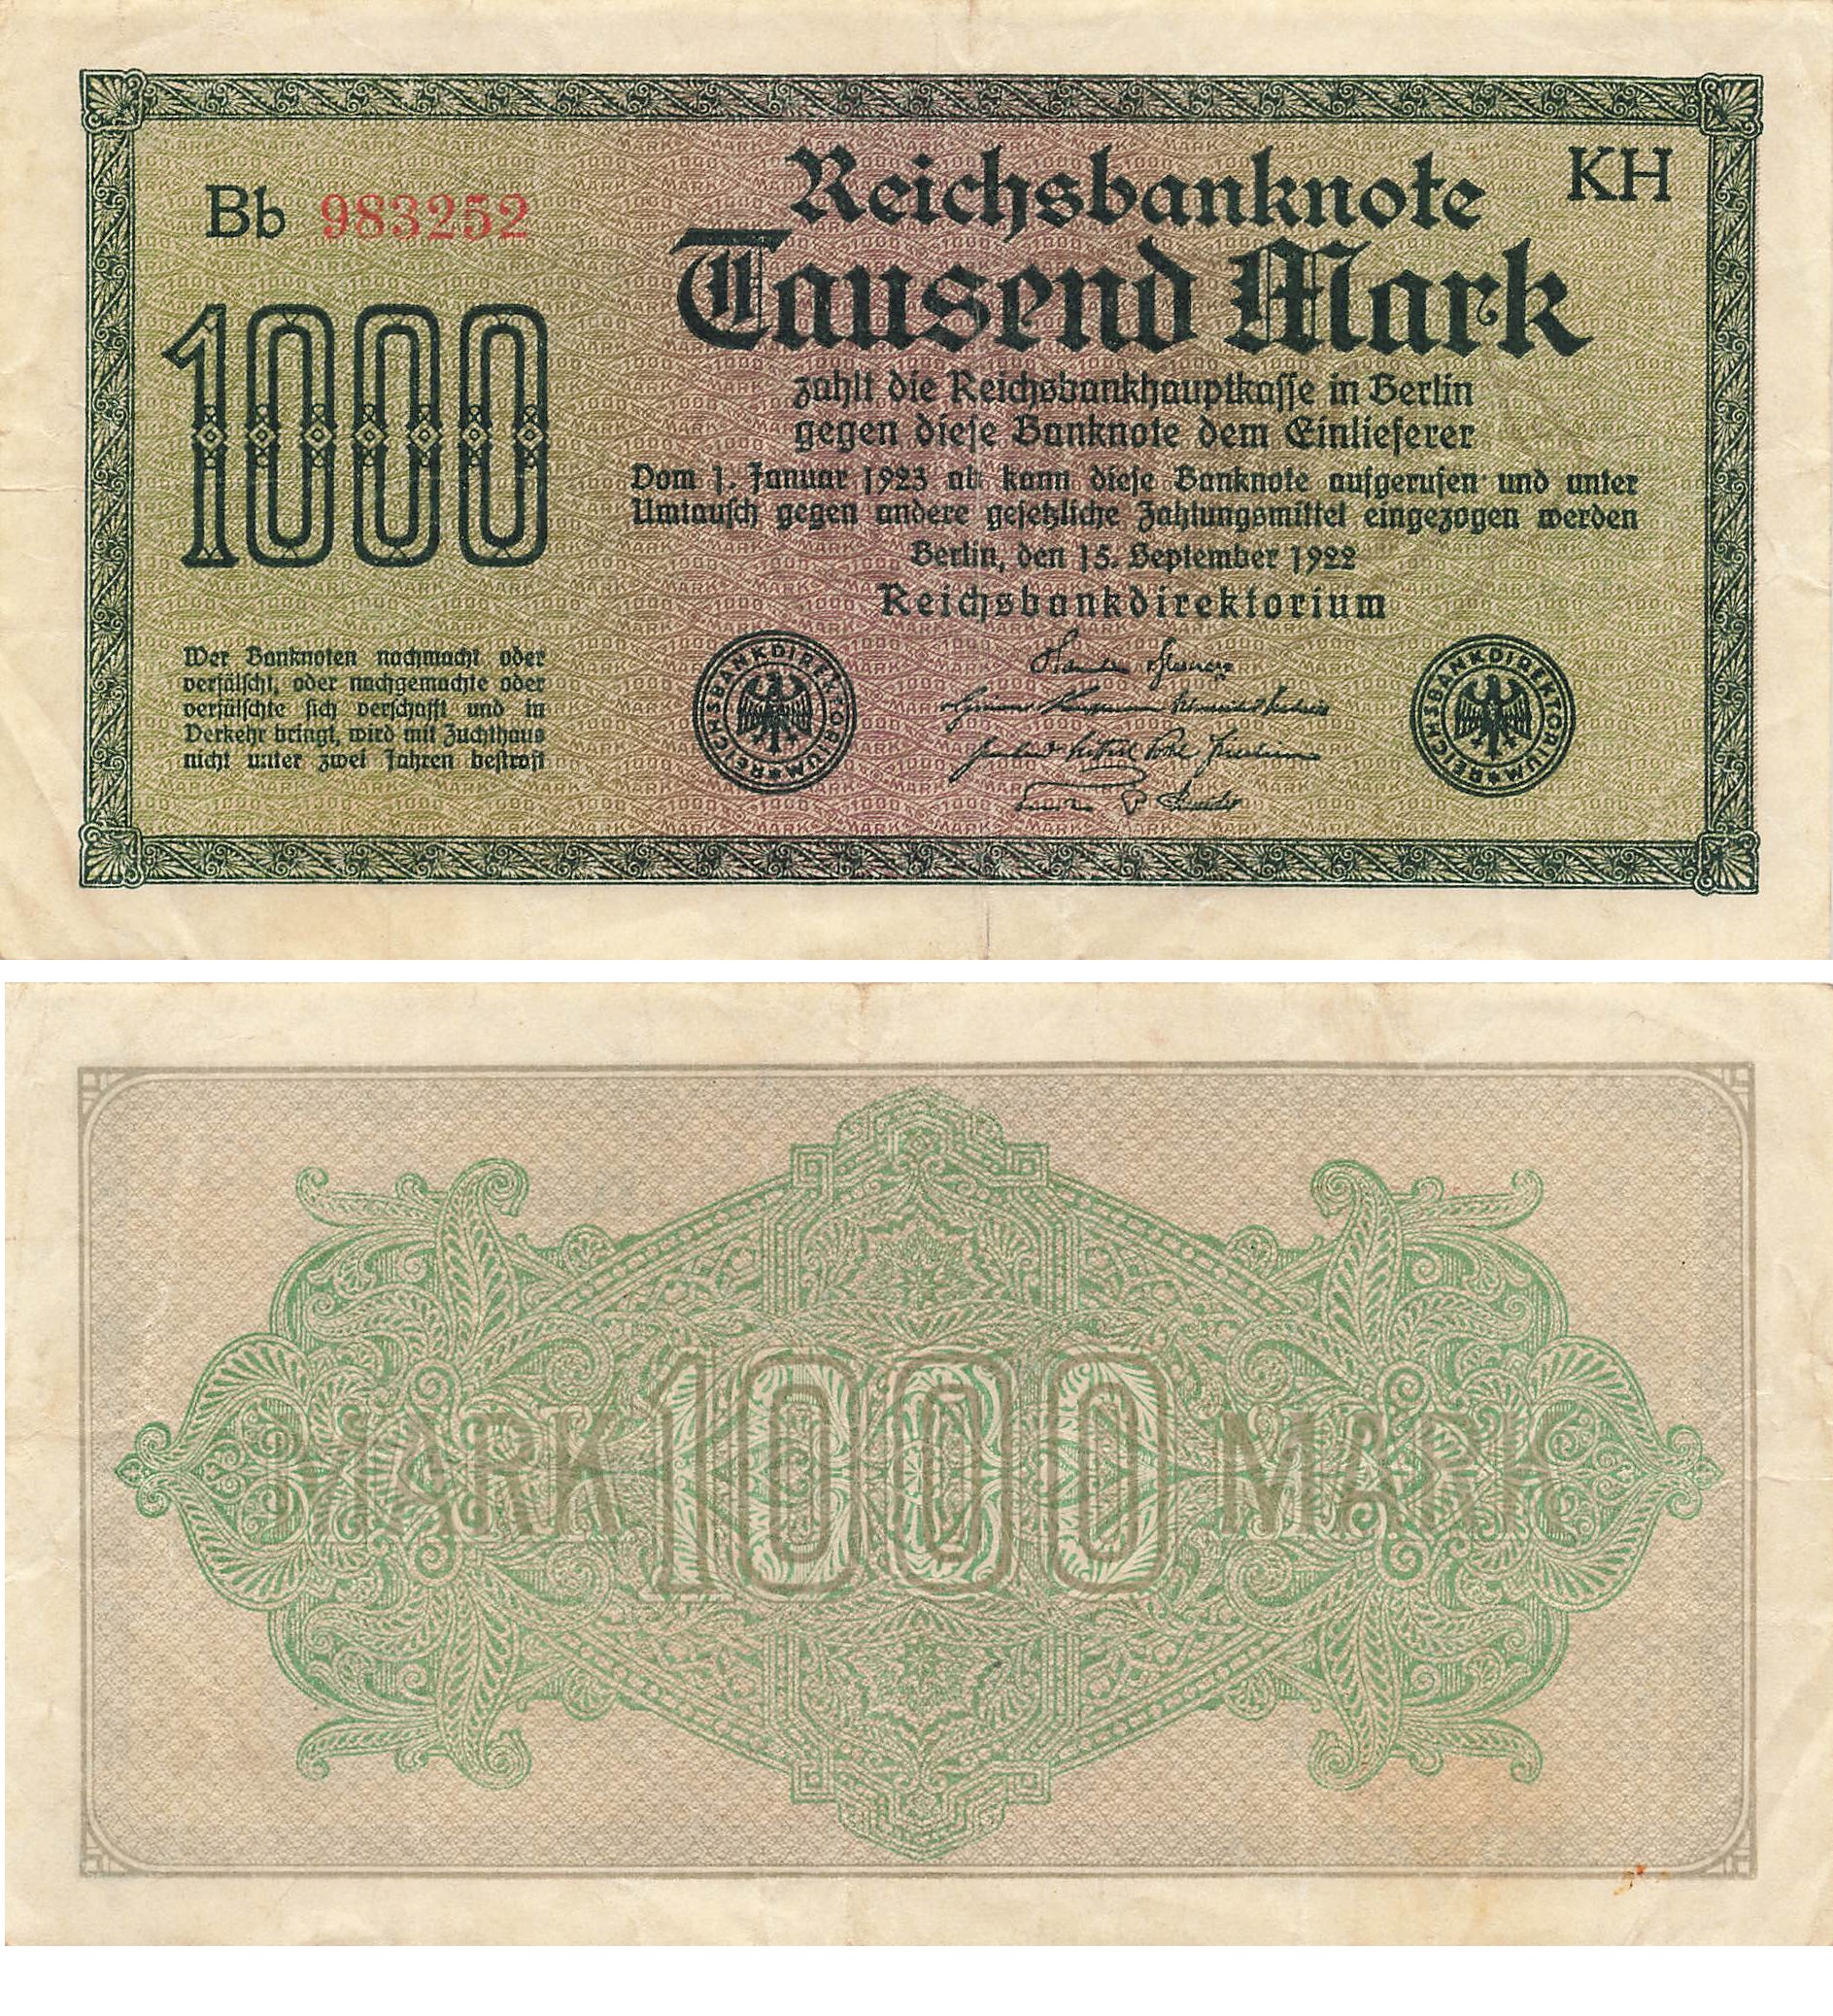 Bb 983252
KH
Reichsbanknote
Tausend Mark
1000
zahlt die Reichsbankhauptkasse in Berlin
gegen diese Banknote dem Einlieferer
Vom 1. Januar 1923 ab kann diese Banknote aufgerufen und unter
Umtausch gegen andere gesetzliche Zahlungsmittel eingezogen werden
Berlin, den 15. September 1922
Reichsbankdirektorium
Wer Banknoten nachmacht oder
verfälscht, oder nachgemachte oder
verfälschte sich verschafft und in
Verkehr bringt, wird mit Zuchthaus
nicht unter zwei Jahren bestraft
REICHSBANKDIREKTORIUM
REICHSBANKDIREKTORIUM
MARK 1000 MARK